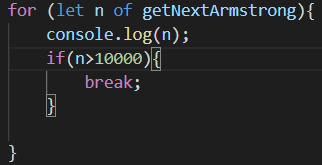 for (let n of getNextArmstrong){
    console.log(n);
    if(n>10000){
        break;
    }
}